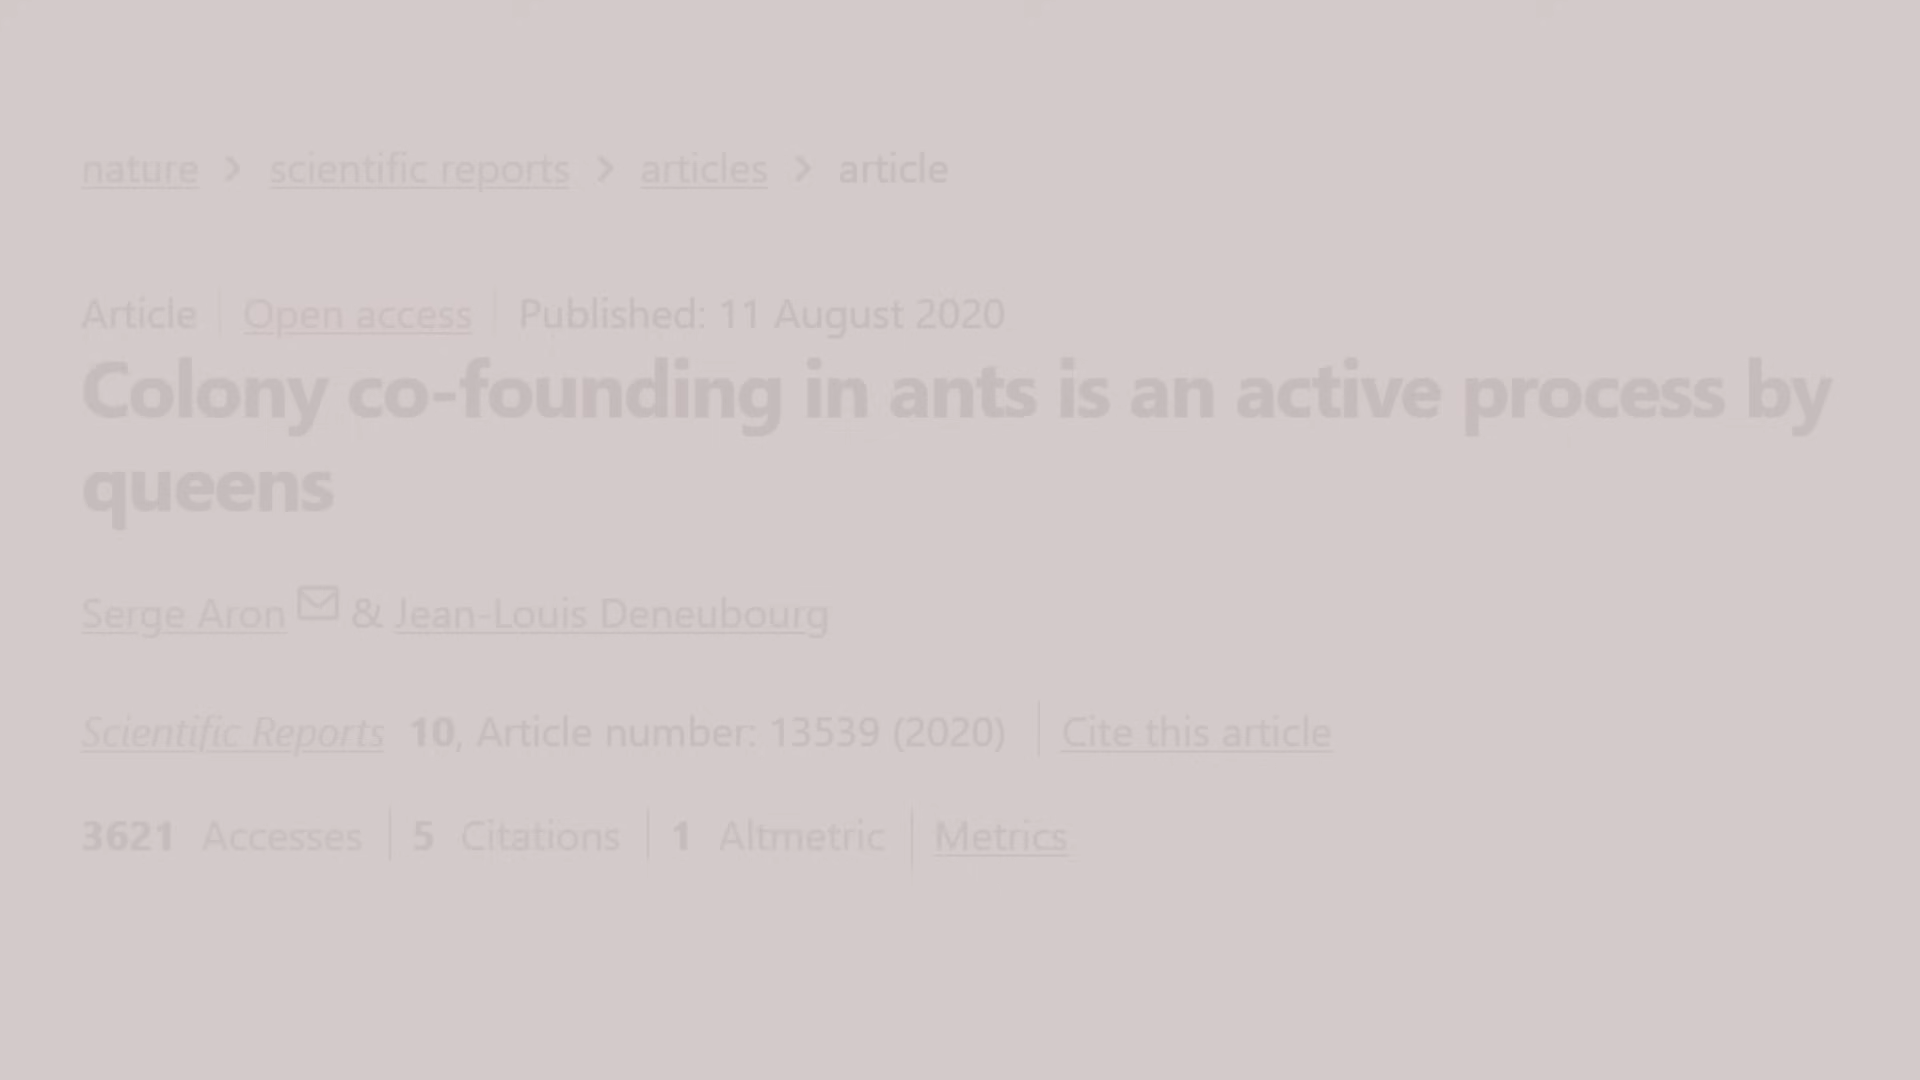 nature > scientific reports > articles > article
Article | Open access | Published: 11 August 2020
Colony co-founding in ants is an active process by
queens
Serge Aron & Jean-Louis Deneubourg
Scientific Reports 10, Article number: 13539 (2020) | Cite this article
3621 Accesses | 5 Citations | 1 Altmetric | Metrics